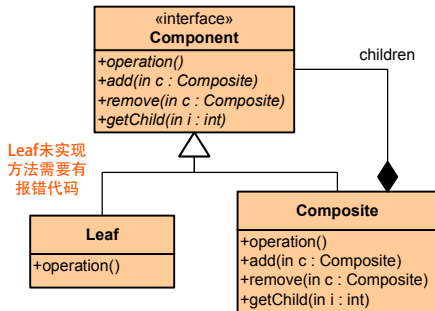 «interface»
Component
+operation()
+add(in c : Composite)
+remove(in c : Composite)
+getChild(in i : int)
children
Leaf未实现
方法需要有
报错代码
Leaf
+operation()
Composite
+operation()
+add(in c : Composite)
+remove(in c : Composite)
+getChild(in i : int)